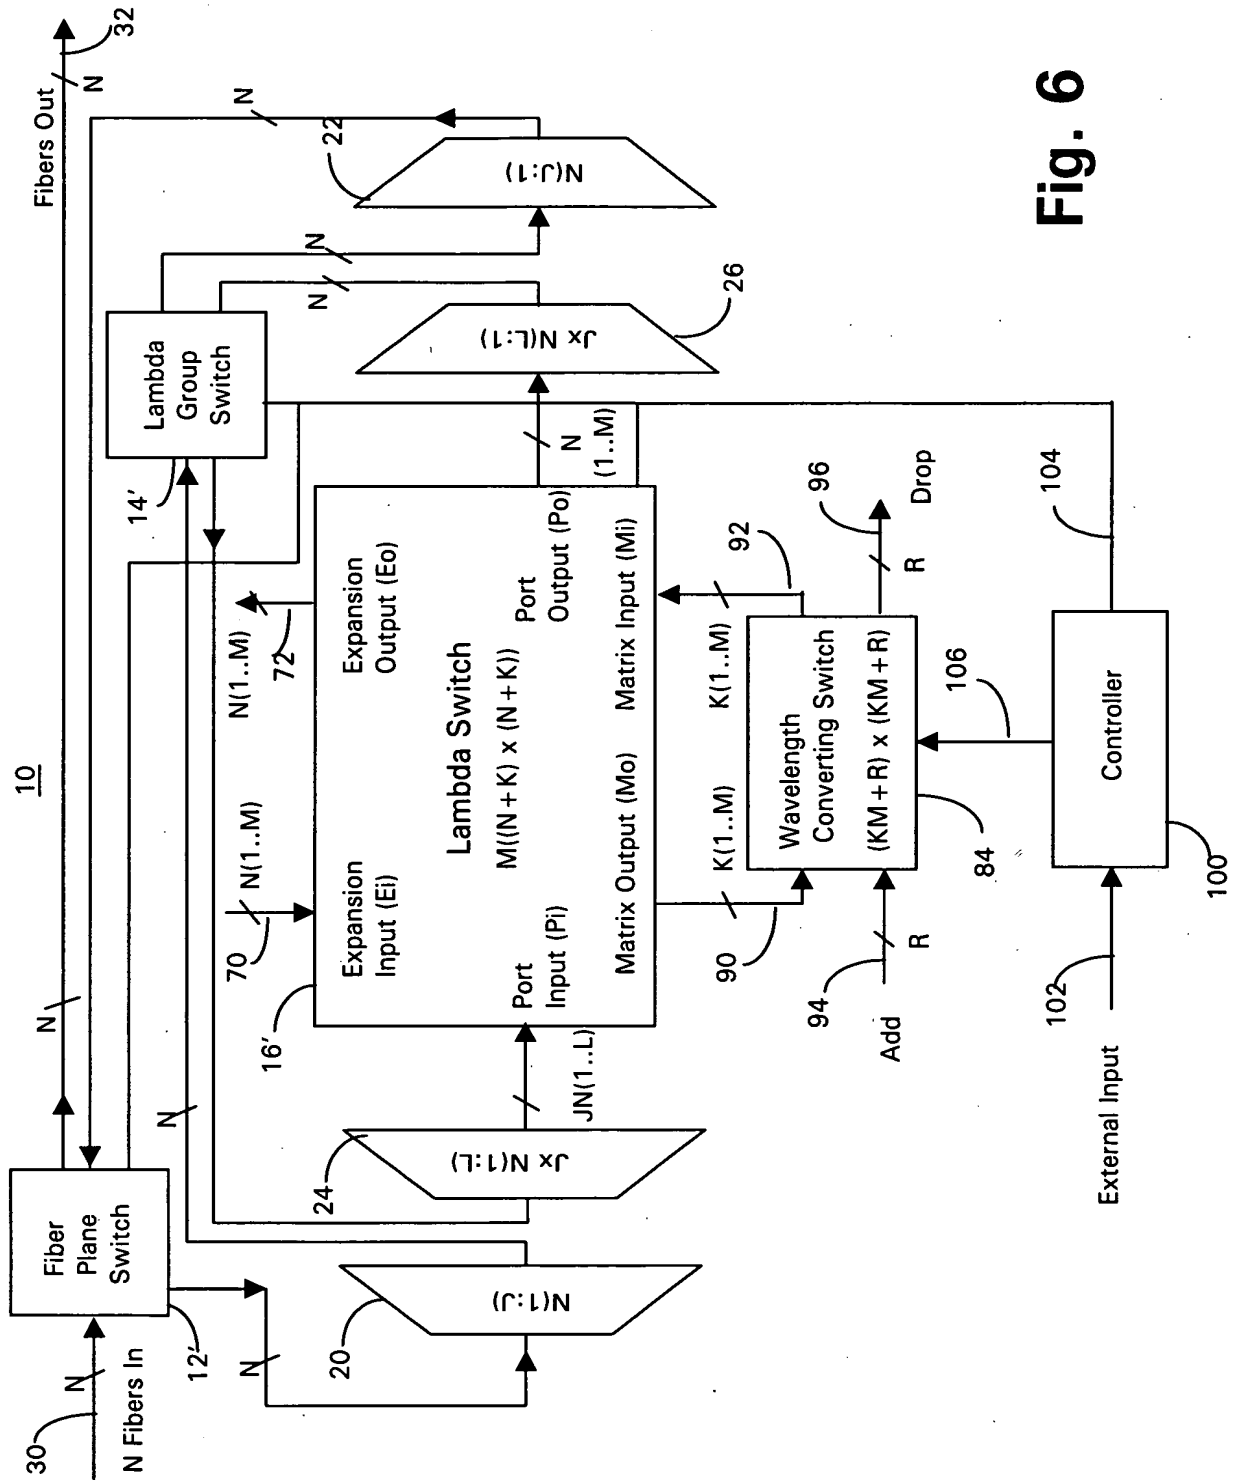 10
30
N
N Fibers In
Fiber
Plane
Switch
12'
N
N
Fibers Out
N
32
N
20
N(1:J)
24
Jx N(1:L)
JN(1..L)
14'
Lambda
Group
Switch
N
N
N
22
N(J:1)
26
Jx N(L:1)
N
(1..M)
70
N(1..M)
N(1..M)
72
16'
Expansion
Input (Ei)
Expansion
Output (Eo)
Lambda Switch
M((N + K) x (N + K))
Port
Input (Pi)
Port
Output (Po)
Matrix Output (Mo)
Matrix Input (Mi)
K(1..M)
90
K(1..M)
92
Wavelength
Converting Switch
(KM + R) x (KM + R)
84
94
R
Add
96
R
Drop
106
104
Controller
100
102
External Input
Fig. 6